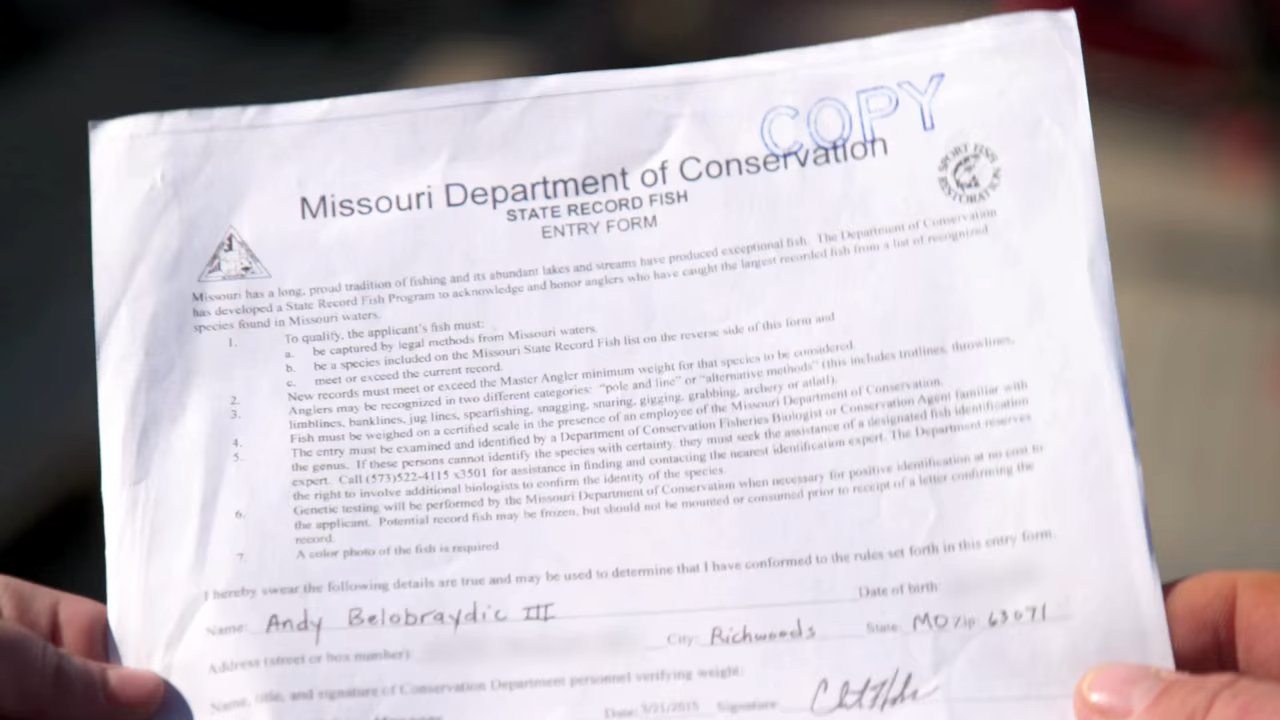 COPY
Missouri Department of Conservation
STATE RECORD FISH
ENTRY FORM
SPORT FISH RESTORATION
Missouri has a long, proud tradition of fishing and its abundant lakes and streams have produced exceptional fish. The Department of Conservation
has developed a State Record Fish Program to acknowledge and honor anglers who have caught the largest recorded fish from a list of recognized
species found in Missouri waters.
1. To qualify, the applicant's fish must:
a. be captured by legal methods from Missouri waters.
b. be a species included on the Missouri State Record Fish list on the reverse side of this form and
c. meet or exceed the current record.
2. New records must meet or exceed the Master Angler minimum weight for that species to be considered.
3. Anglers may be recognized in two different categories: "pole and line" or "alternative methods" (this includes trotlines, throwlines,
limblines, banklines, jug lines, spearfishing, snagging, snaring, gigging, grabbing, archery or atlatl).
4. Fish must be weighed on a certified scale in the presence of an employee of the Missouri Department of Conservation.
5. The entry must be examined and identified by a Department of Conservation Fisheries Biologist or Conservation Agent familiar with
the genus. If these persons cannot identify the species with certainty, they must seek the assistance of a designated fish identification
expert. Call (573)522-4115 x3501 for assistance in finding and contacting the nearest identification expert. The Department reserves
the right to involve additional biologists to confirm the identity of the species.
6. Genetic testing will be performed by the Missouri Department of Conservation when necessary for positive identification at no cost to
the applicant. Potential record fish may be frozen, but should not be mounted or consumed prior to receipt of a letter confirming the
record.
7. A color photo of the fish is required
I hereby swear the following details are true and may be used to determine that I have conformed to the rules set forth in this entry form.
Name: Andy Belobraydic III Date of birth:
Address (street or box number): City: Richwoods State: MO Zip 63071
Name, title, and signature of Conservation Department personnel verifying weight:
Date: 3/21/2015 Signature: